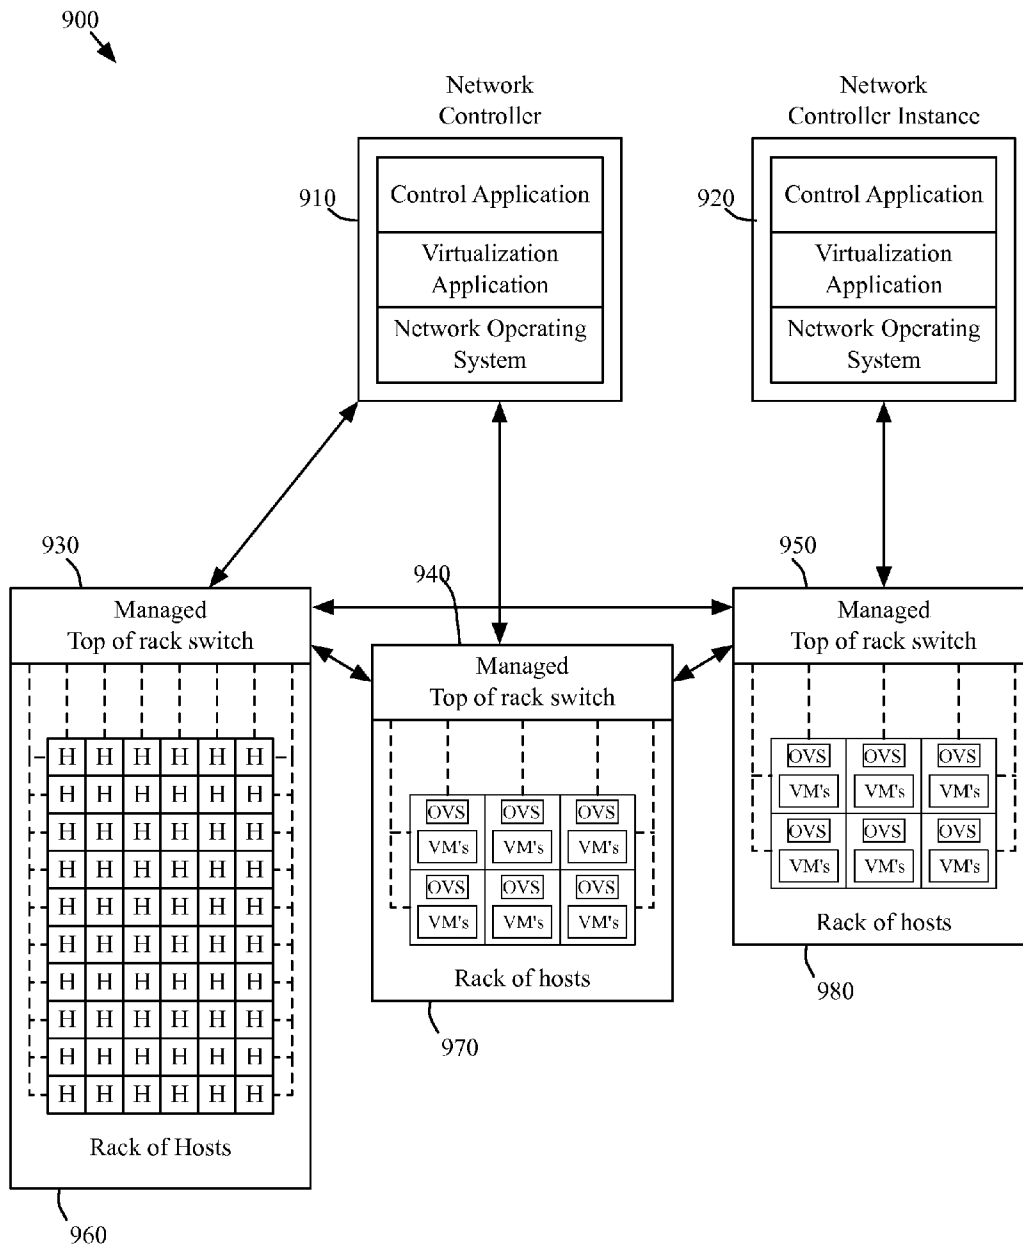 900
Network
Controller
Network
Controller Instance
910
Control Application
Virtualization
Application
Network Operating
System
920
Control Application
Virtualization
Application
Network Operating
System
930
Managed
Top of rack switch
940
Managed
Top of rack switch
950
Managed
Top of rack switch
H H H H H H
H H H H H H
H H H H H H
H H H H H H
H H H H H H
H H H H H H
H H H H H H
H H H H H H
H H H H H H
H H H H H H
Rack of Hosts
960
OVS OVS OVS
VM's VM's VM's
OVS OVS OVS
VM's VM's VM's
Rack of hosts
970
OVS OVS OVS
VM's VM's VM's
OVS OVS OVS
VM's VM's VM's
Rack of hosts
980